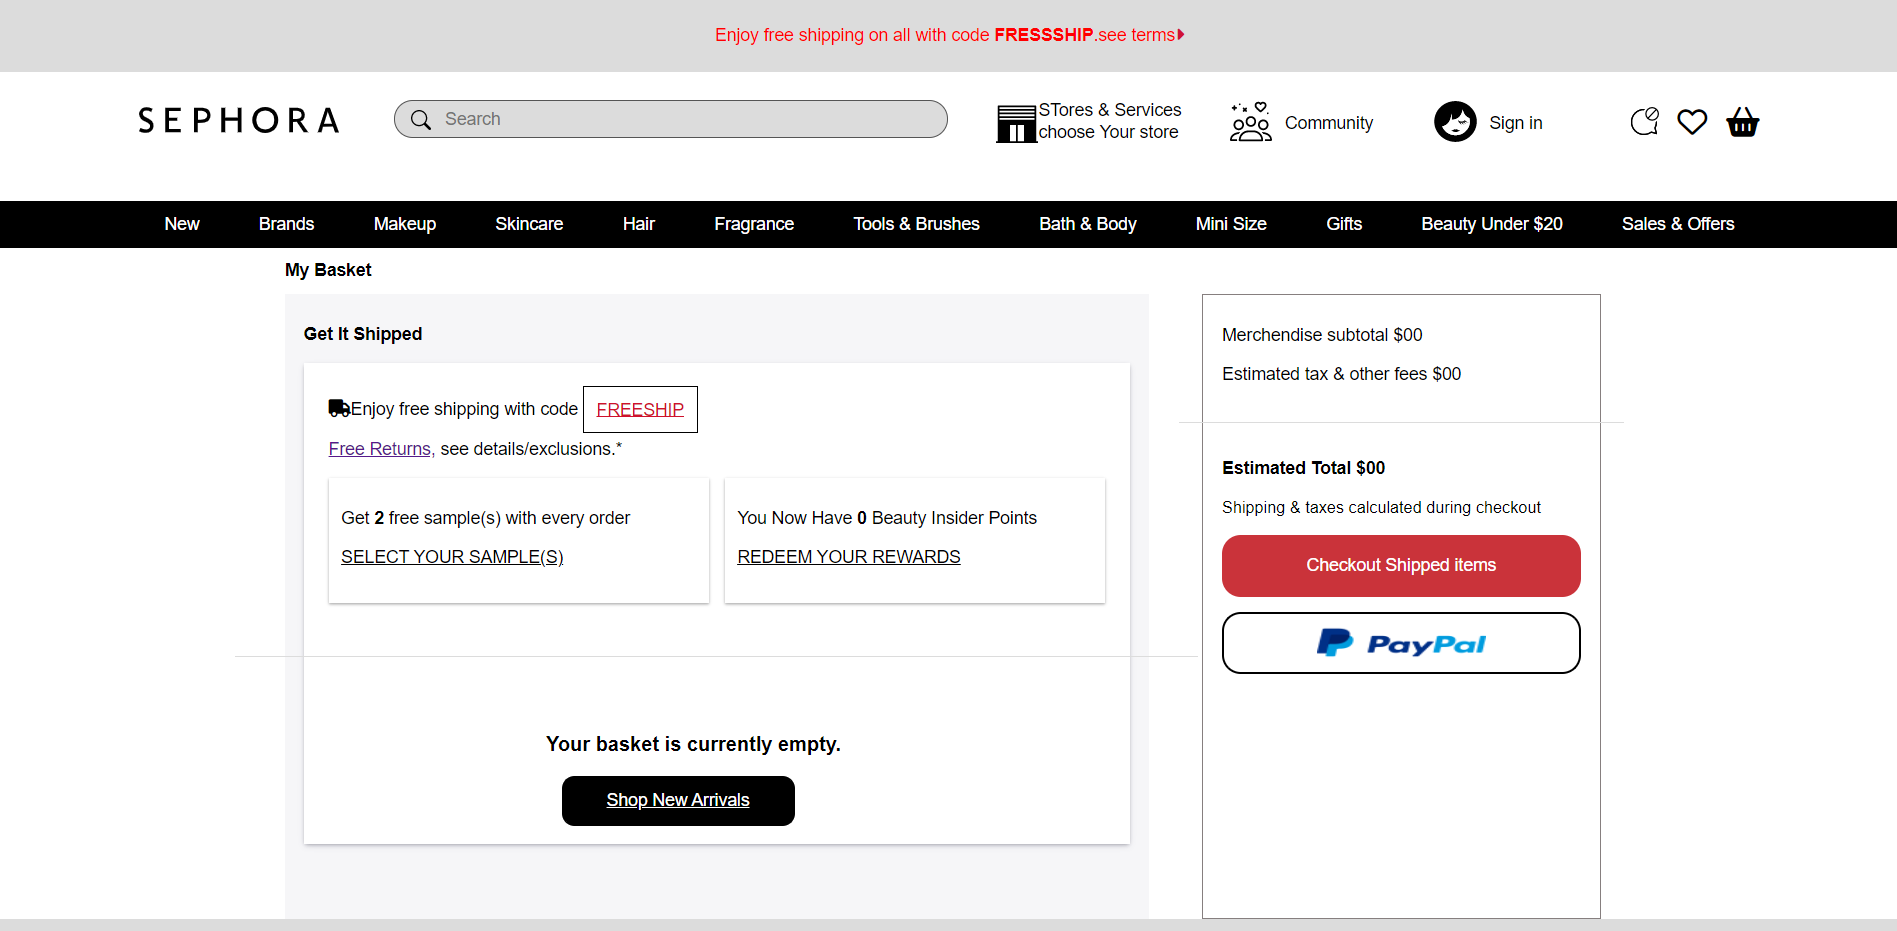 Enjoy free shipping on all with code FRESSSHIP.see terms
SEPHORA
Search
STores & Services
choose Your store
Community
Sign in
New Brands Makeup Skincare Hair Fragrance Tools & Brushes Bath & Body Mini Size Gifts Beauty Under $20 Sales & Offers
My Basket
Get It Shipped
Enjoy free shipping with code FREESHIP
Free Returns, see details/exclusions.*
Get 2 free sample(s) with every order
SELECT YOUR SAMPLE(S)
You Now Have 0 Beauty Insider Points
REDEEM YOUR REWARDS
Your basket is currently empty.
Shop New Arrivals
Merchandise subtotal $00
Estimated tax & other fees $00
Estimated Total $00
Shipping & taxes calculated during checkout
Checkout Shipped items
PayPal